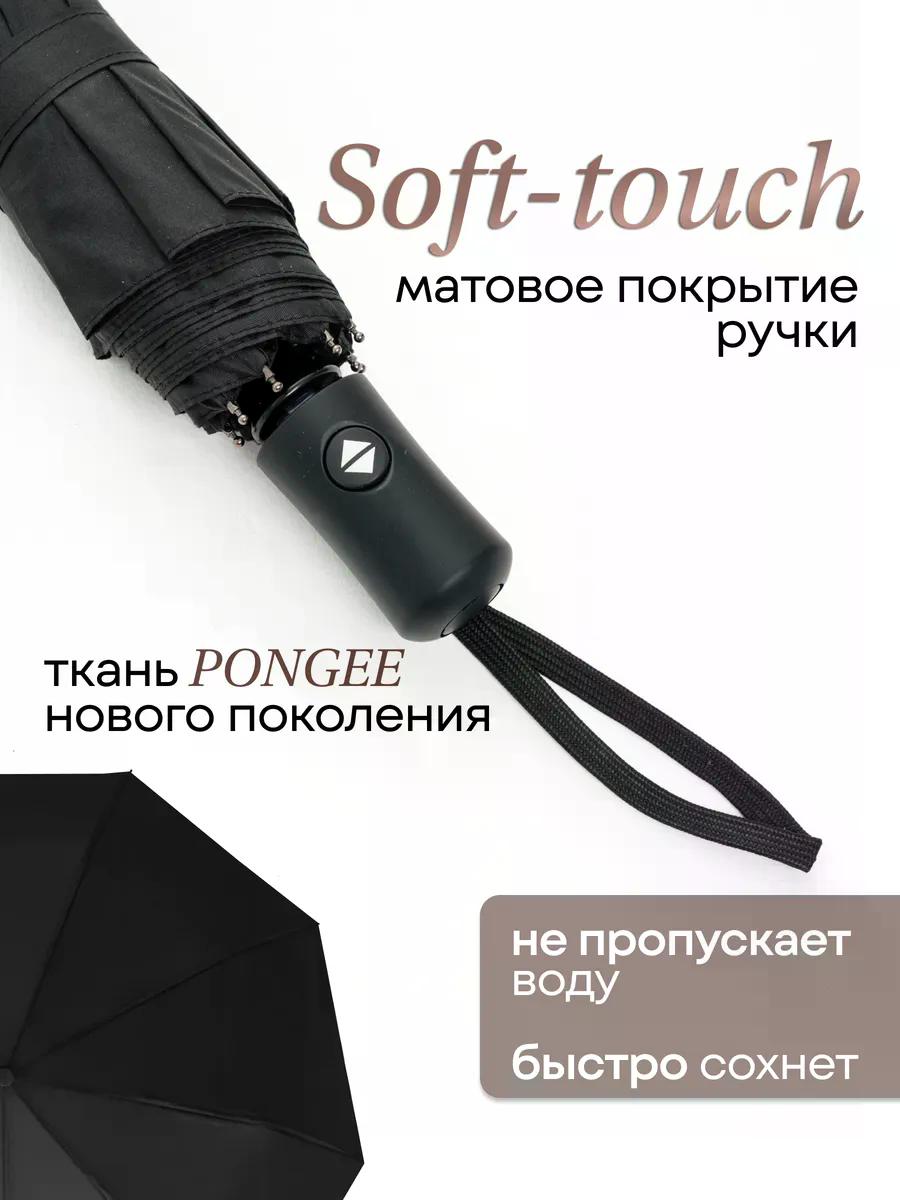 Soft-touch
матовое покрытие
ручки
ткань PONGEE
нового поколения
не пропускает
воду
быстро сохнет